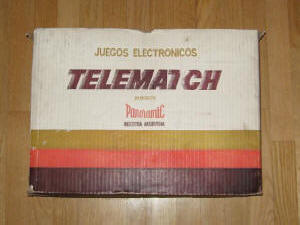 JUEGOS ELECTRONICOS
TELEMATCH
Panoramic
INDUSTRIA ARGENTINA